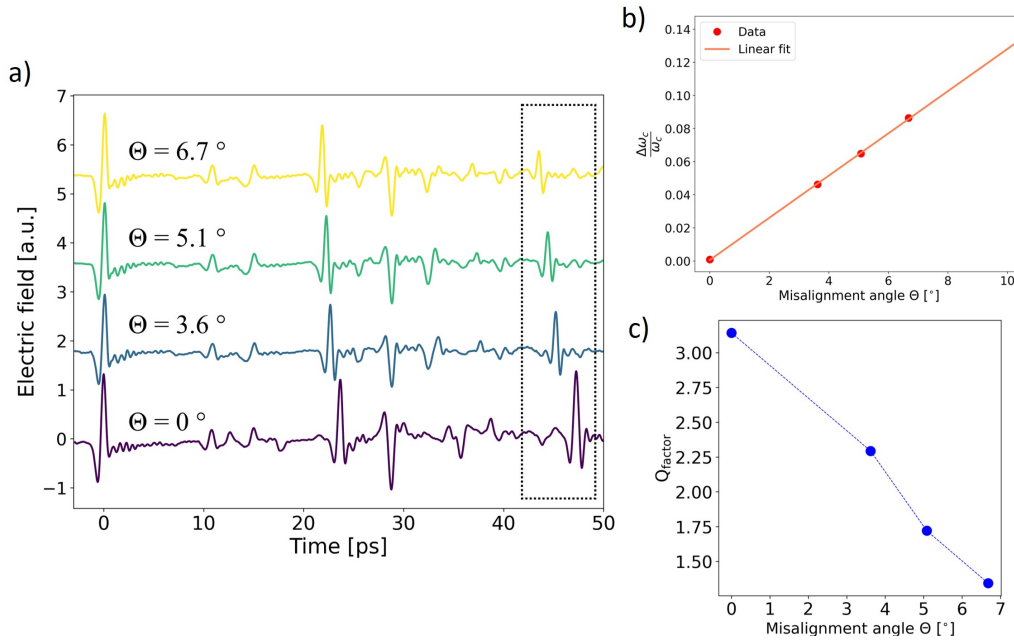 a)
7
6
5
4
3
2
1
0
−1
Electric field [a.u.]
Θ = 6.7 °
Θ = 5.1 °
Θ = 3.6 °
Θ = 0 °
0 10 20 30 40 50
Time [ps]
b)
Data
Linear fit
0.14
0.12
0.10
0.08
0.06
0.04
0.02
0.00
Δω_c
ω_c
0 2 4 6 8 10
Misalignment angle Θ [°]
c)
3.00
2.75
2.50
2.25
2.00
1.75
1.50
Q_factor
0 1 2 3 4 5 6 7
Misalignment angle Θ [°]